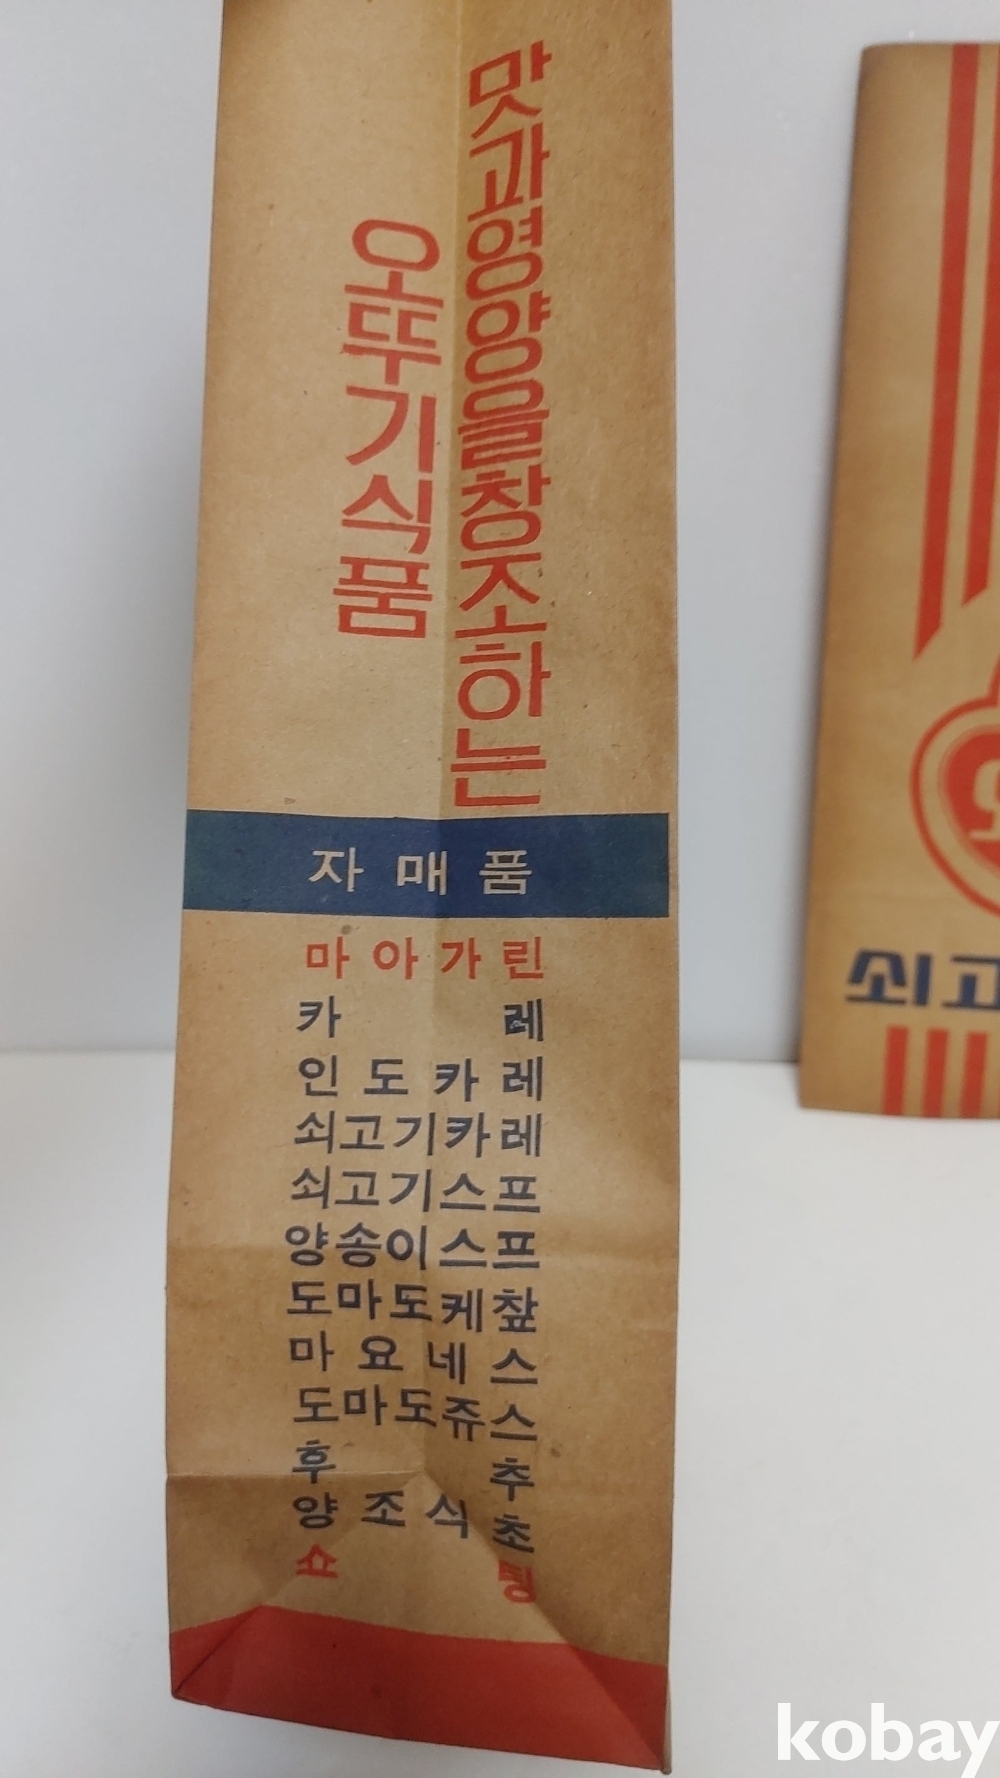 맛과영양을창조하는
오뚜기식품
자매품
마아가린
카레
인도카레
쇠고기카레
쇠고기스프
양송이스프
도마도케찾
마요네스
도마도쥬스
후추
양조식초
쇼팅
쇠고
kobay